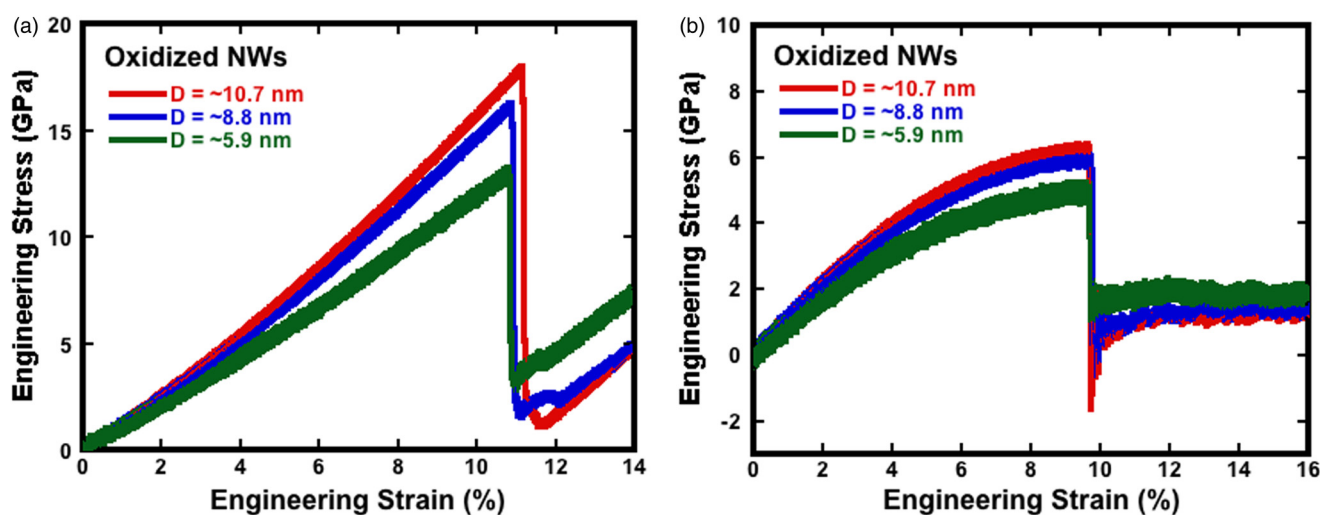 (a)
Oxidized NWs
D = ~10.7 nm
D = ~8.8 nm
D = ~5.9 nm
Engineering Stress (GPa)
20
15
10
5
0
0 2 4 6 8 10 12 14
Engineering Strain (%)
(b)
Oxidized NWs
D = ~10.7 nm
D = ~8.8 nm
D = ~5.9 nm
Engineering Stress (GPa)
10
8
6
4
2
0
-2
0 2 4 6 8 10 12 14 16
Engineering Strain (%)